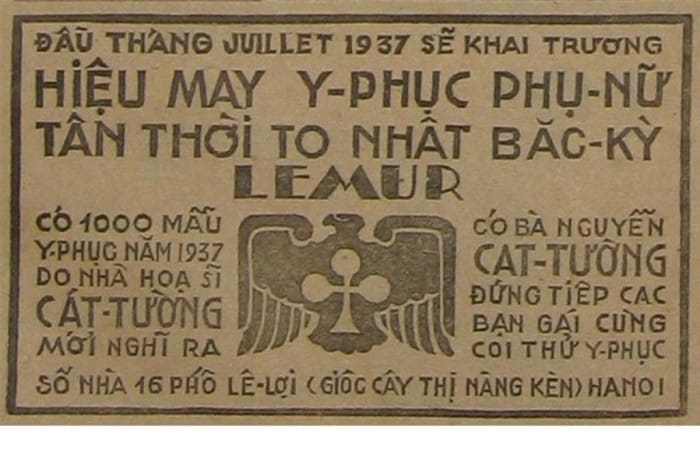 ĐẦU THÁNG JUILLET 1937 SẼ KHAI TRƯƠNG
HIỆU MAY Y-PHỤC PHỤ-NỮ
TÂN THỜI TO NHẤT BẮC-KỲ
LEMUR
CÓ 1000 MẪU
Y-PHỤC NĂM 1937
DO NHÀ HỌA SĨ
CÁT-TƯỜNG
MỚI NGHĨ RA
CÓ BÀ NGUYỄN
CÁT-TƯỜNG
ĐỨNG TIẾP CÁC
BẠN GÁI CÙNG
COI THỬ Y-PHỤC
SỐ NHÀ 16 PHỐ LÊ-LỢI (GIỐC CÂY THỊ NĂNG KÈN) HANOI